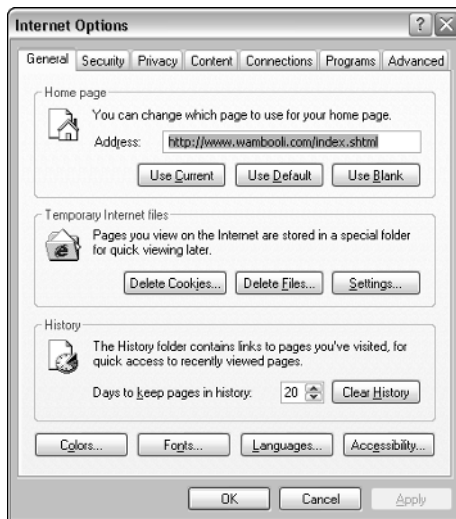 Internet Options
General Security Privacy Content Connections Programs Advanced
Home page
You can change which page to use for your home page.
Address: http://www.wambooli.com/index.shtml
Use Current Use Default Use Blank
Temporary Internet files
Pages you view on the Internet are stored in a special folder
for quick viewing later.
Delete Cookies... Delete Files... Settings...
History
The History folder contains links to pages you've visited, for
quick access to recently viewed pages.
Days to keep pages in history: 20 Clear History
Colors... Fonts... Languages... Accessibility...
OK Cancel Apply